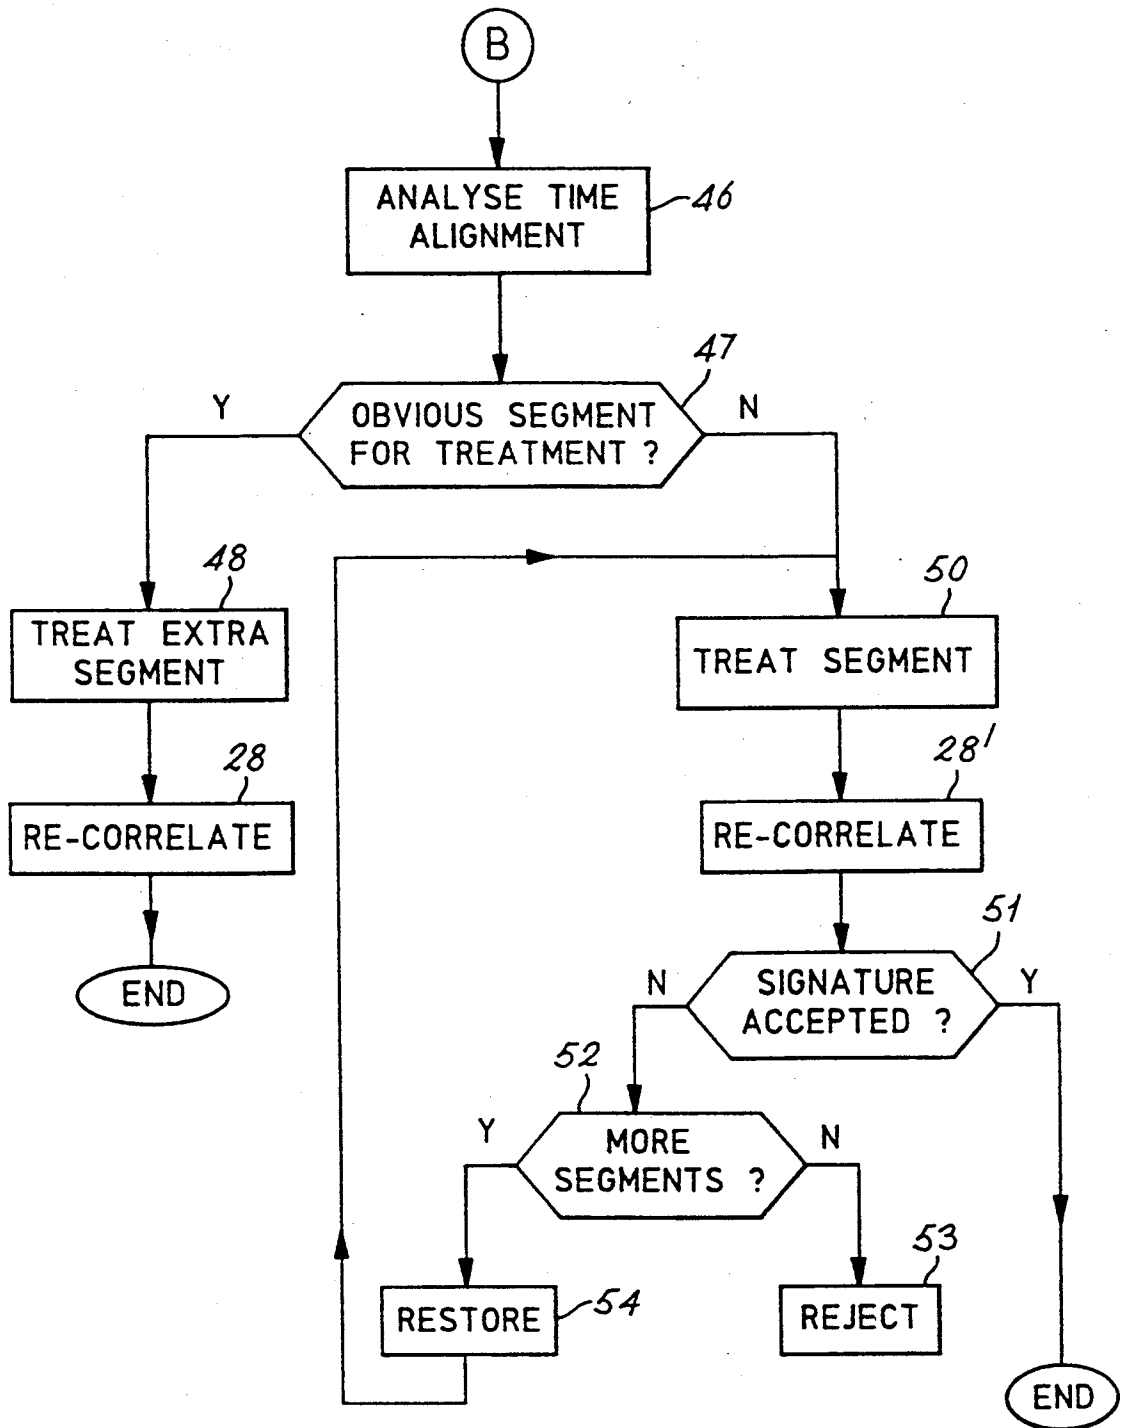 B
ANALYSE TIME
ALIGNMENT
46
47
Y
OBVIOUS SEGMENT
FOR TREATMENT ?
N
48
TREAT EXTRA
SEGMENT
50
TREAT SEGMENT
28
RE-CORRELATE
28'
RE-CORRELATE
END
51
N
SIGNATURE
ACCEPTED ?
Y
52
Y
MORE
SEGMENTS ?
N
53
RESTORE
54
REJECT
END